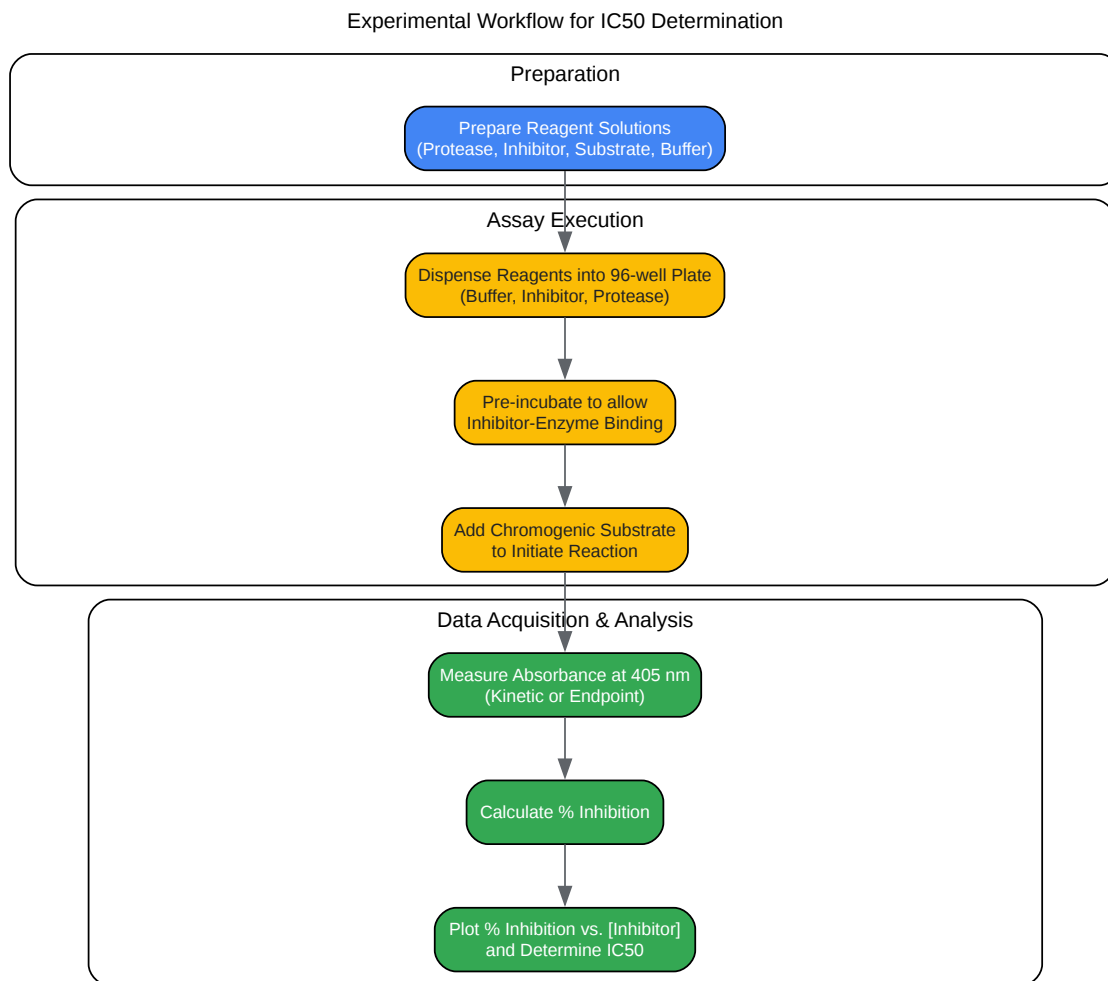 Experimental Workflow for IC50 Determination
Preparation
Prepare Reagent Solutions
(Protease, Inhibitor, Substrate, Buffer)
Assay Execution
Dispense Reagents into 96-well Plate
(Buffer, Inhibitor, Protease)
Pre-incubate to allow
Inhibitor-Enzyme Binding
Add Chromogenic Substrate
to Initiate Reaction
Data Acquisition & Analysis
Measure Absorbance at 405 nm
(Kinetic or Endpoint)
Calculate % Inhibition
Plot % Inhibition vs. [Inhibitor]
and Determine IC50